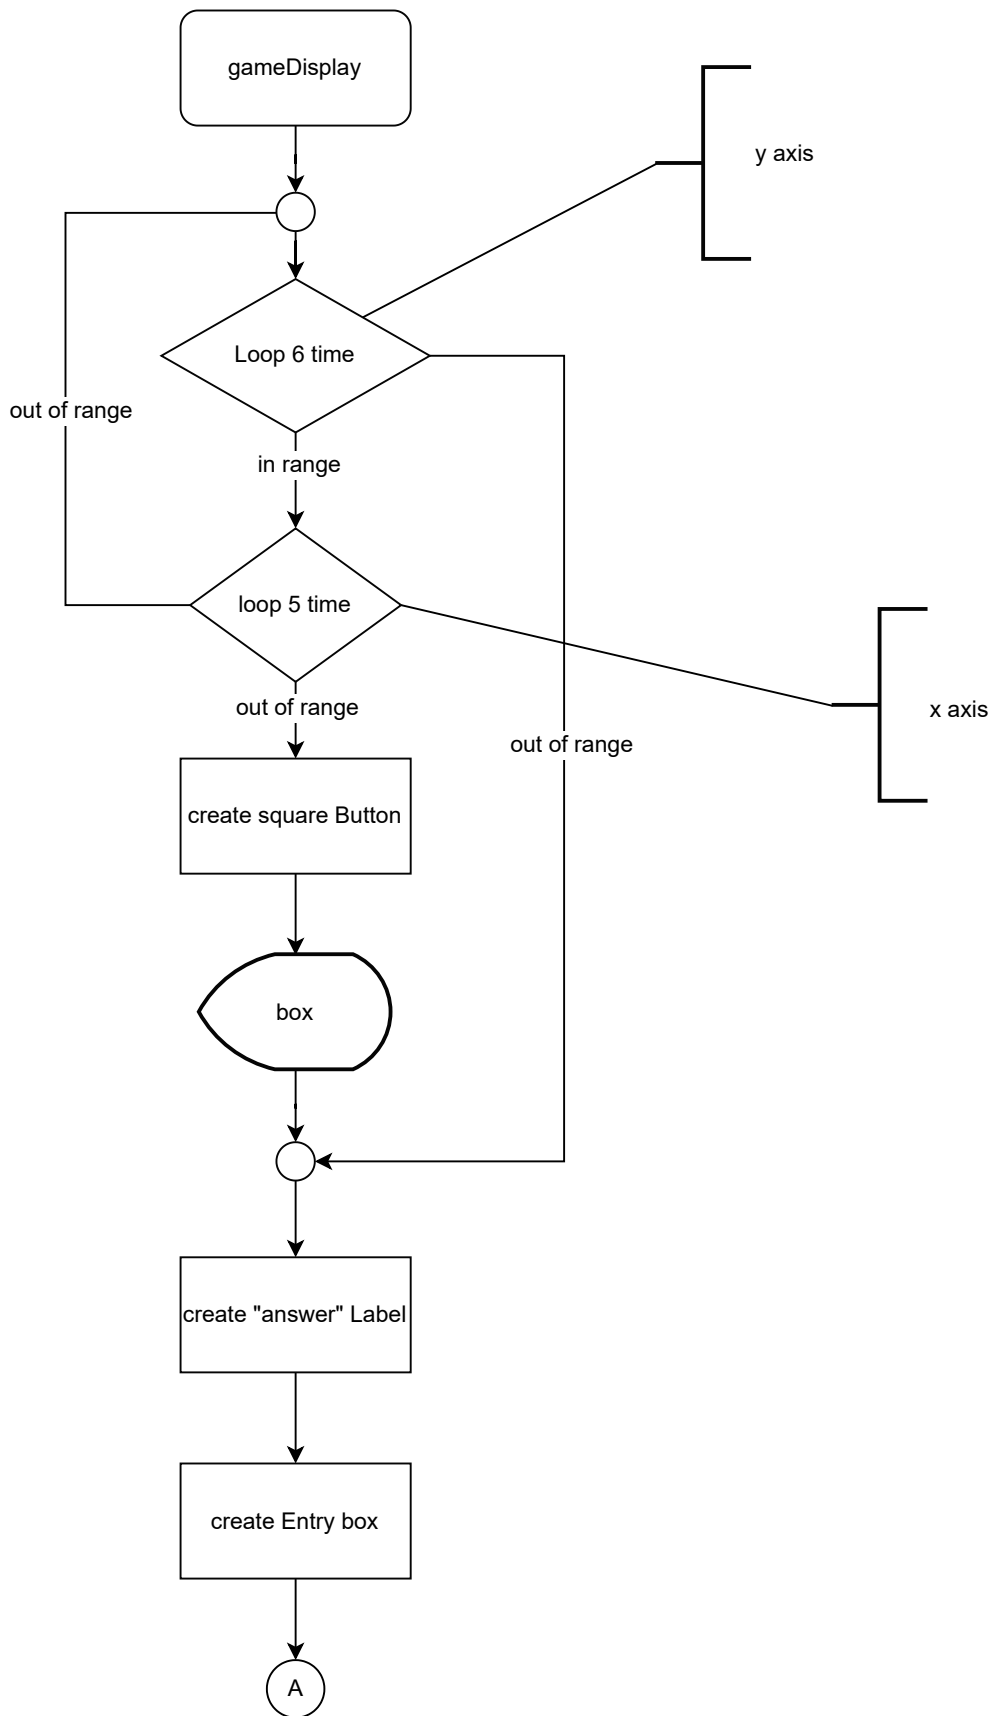 gameDisplay
y axis
Loop 6 time
out of range
in range
loop 5 time
out of range
x axis
out of range
create square Button
box
create "answer" Label
create Entry box
A